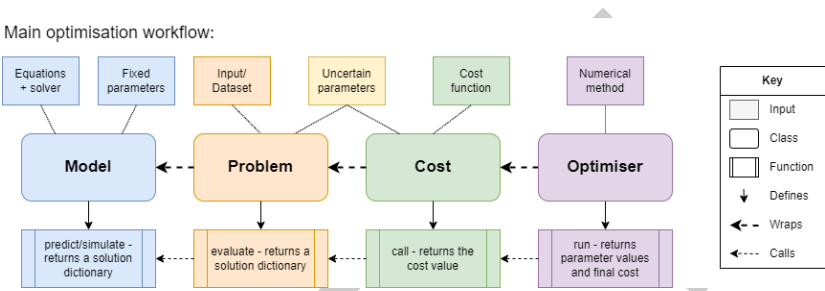 Main optimisation workflow:
Equations
+ solver
Fixed
parameters
Input/
Dataset
Uncertain
parameters
Cost
function
Numerical
method
Model
Problem
Cost
Optimiser
predict/simulate -
returns a solution
dictionary
evaluate - returns a
solution dictionary
call - returns the
cost value
run - returns
parameter values
and final cost
Key
Input
Class
Function
Defines
Wraps
Calls